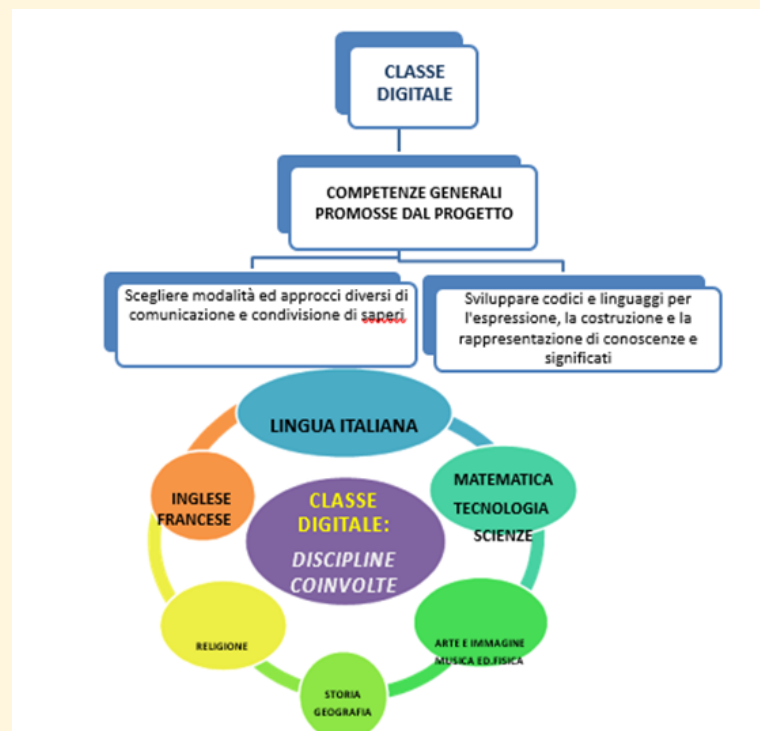 CLASSE
DIGITALE
COMPETENZE GENERALI
PROMOSSE DAL PROGETTO
Scegliere modalità ed approcci diversi di
comunicazione e condivisione di saperi
Sviluppare codici e linguaggi per
l'espressione, la costruzione e la
rappresentazione di conoscenze e
significati
LINGUA ITALIANA
MATEMATICA
TECNOLOGIA
SCIENZE
INGLESE
FRANCESE
CLASSE
DIGITALE:
DISCIPLINE
COINVOLTE
RELIGIONE
ARTE E IMMAGINE
MUSICA ED.FISICA
STORIA
GEOGRAFIA